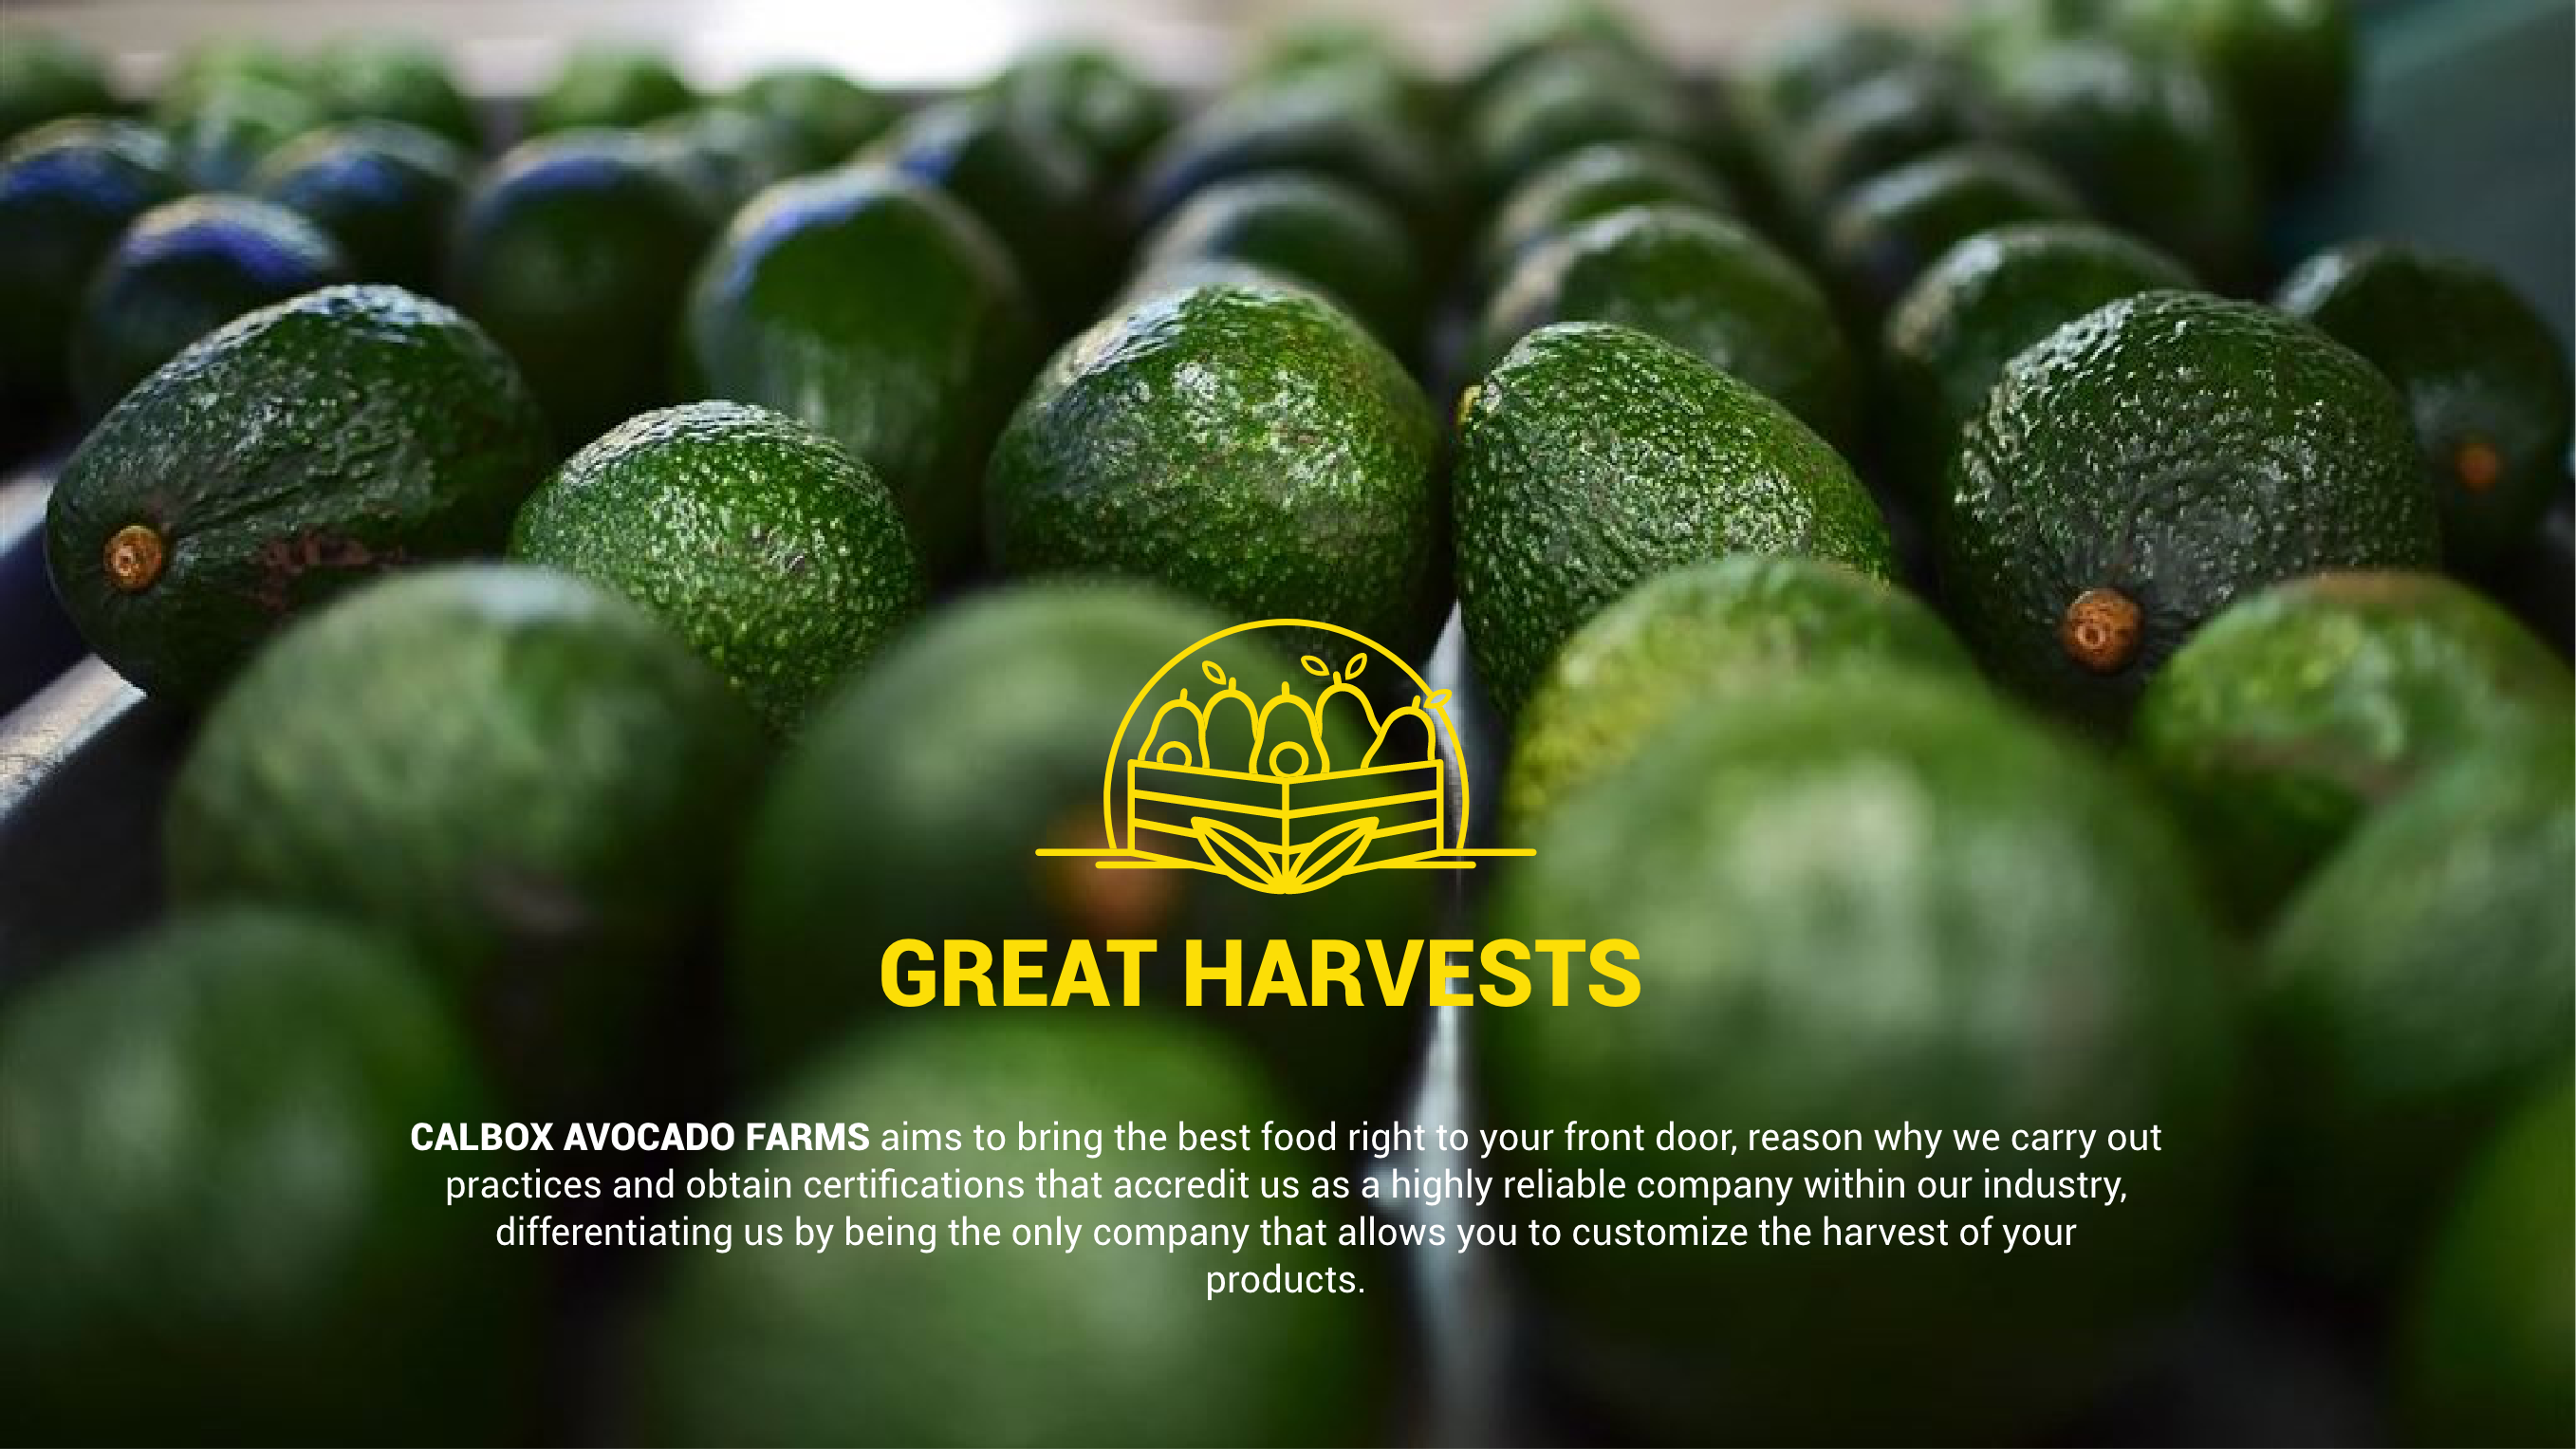 GREAT HARVESTS
CALBOX AVOCADO FARMS aims to bring the best food right to your front door, reason why we carry out
practices and obtain certifications that accredit us as a highly reliable company within our industry,
differentiating us by being the only company that allows you to customize the harvest of your
products.